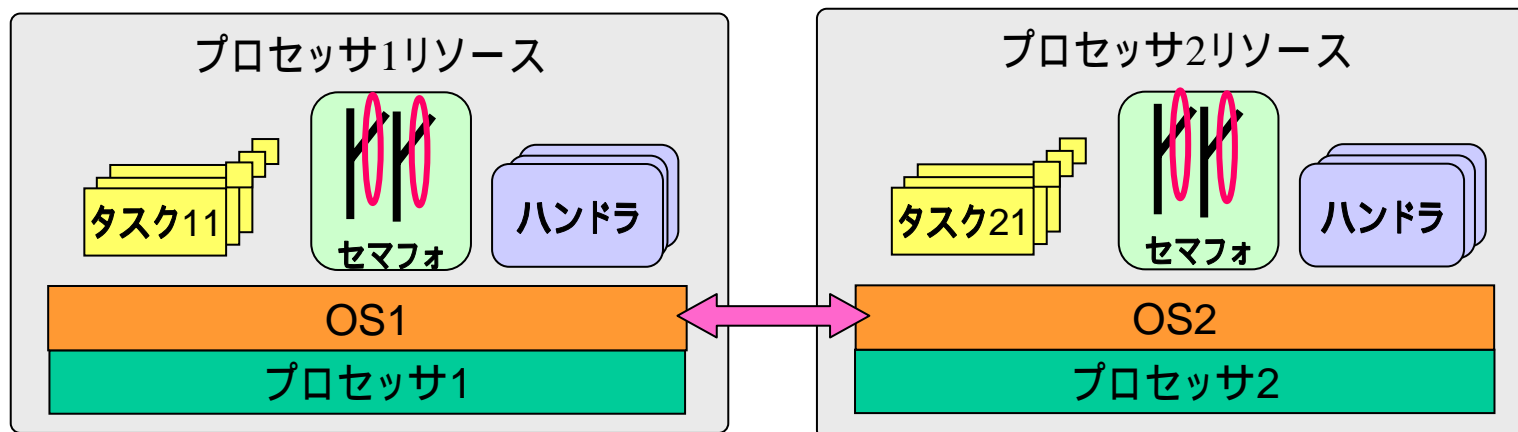 プロセッサ1リソース
タスク11
セマフォ
ハンドラ
OS1
プロセッサ1
プロセッサ2リソース
タスク21
セマフォ
ハンドラ
OS2
プロセッサ2